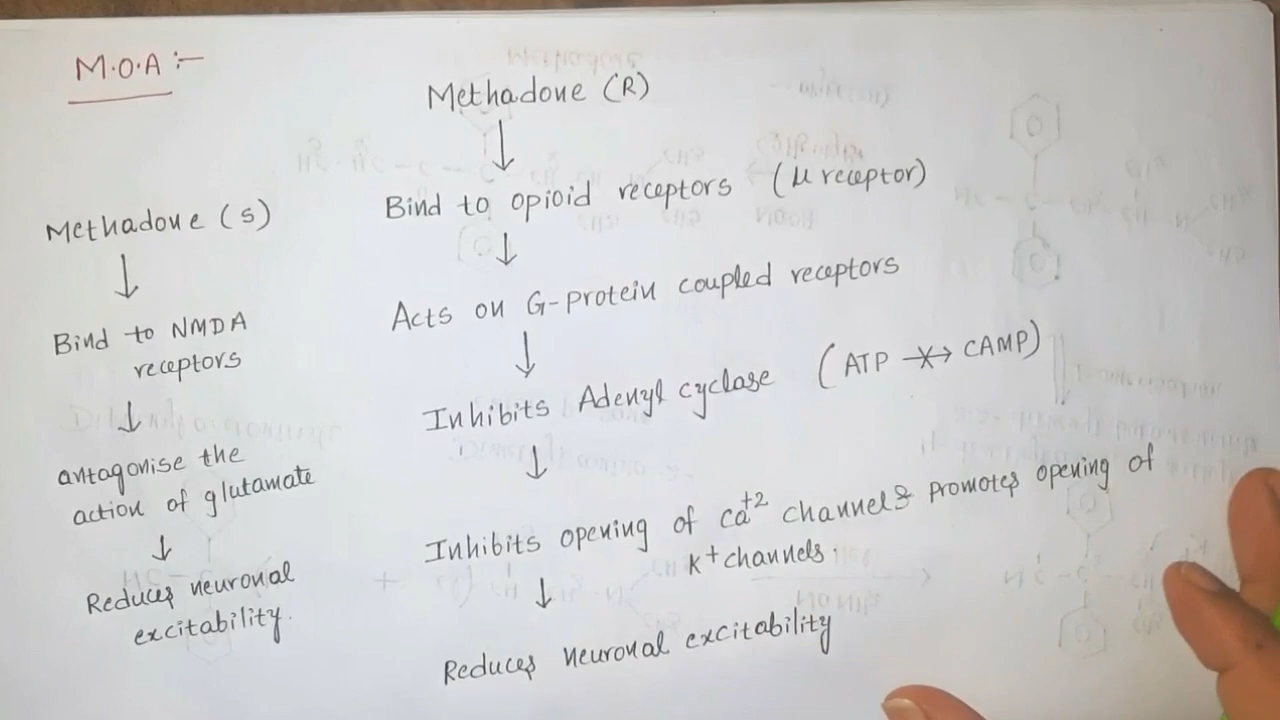 M.O.A :-
Methadone (R)
Bind to opioid receptors (μ receptor)
Acts on G-protein coupled receptors
Inhibits Adenyl cyclase (ATP -X-> CAMP)
Inhibits opening of Ca+2 channels & promotes opening of
K+ channels.
Reduces neuronal excitability
Methadone (S)
Bind to NMDA
receptors
antagonise the
action of glutamate
Reduces neuronal
excitability.